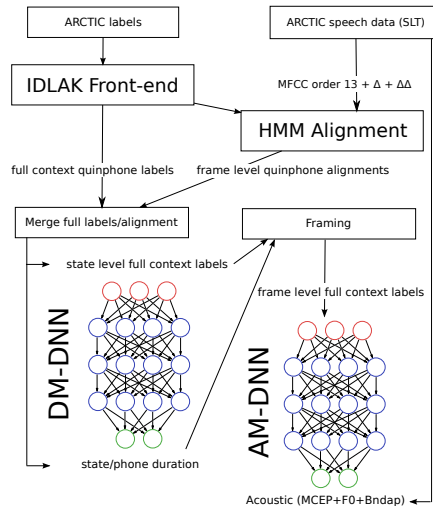 ARCTIC labels
ARCTIC speech data (SLT)
IDLAK Front-end
MFCC order 13 + Δ + ΔΔ
HMM Alignment
full context quinphone labels
frame level quinphone alignments
Merge full labels/alignment
Framing
state level full context labels
frame level full context labels
DM-DNN
AM-DNN
state/phone duration
Acoustic (MCEP+F0+Bndap)